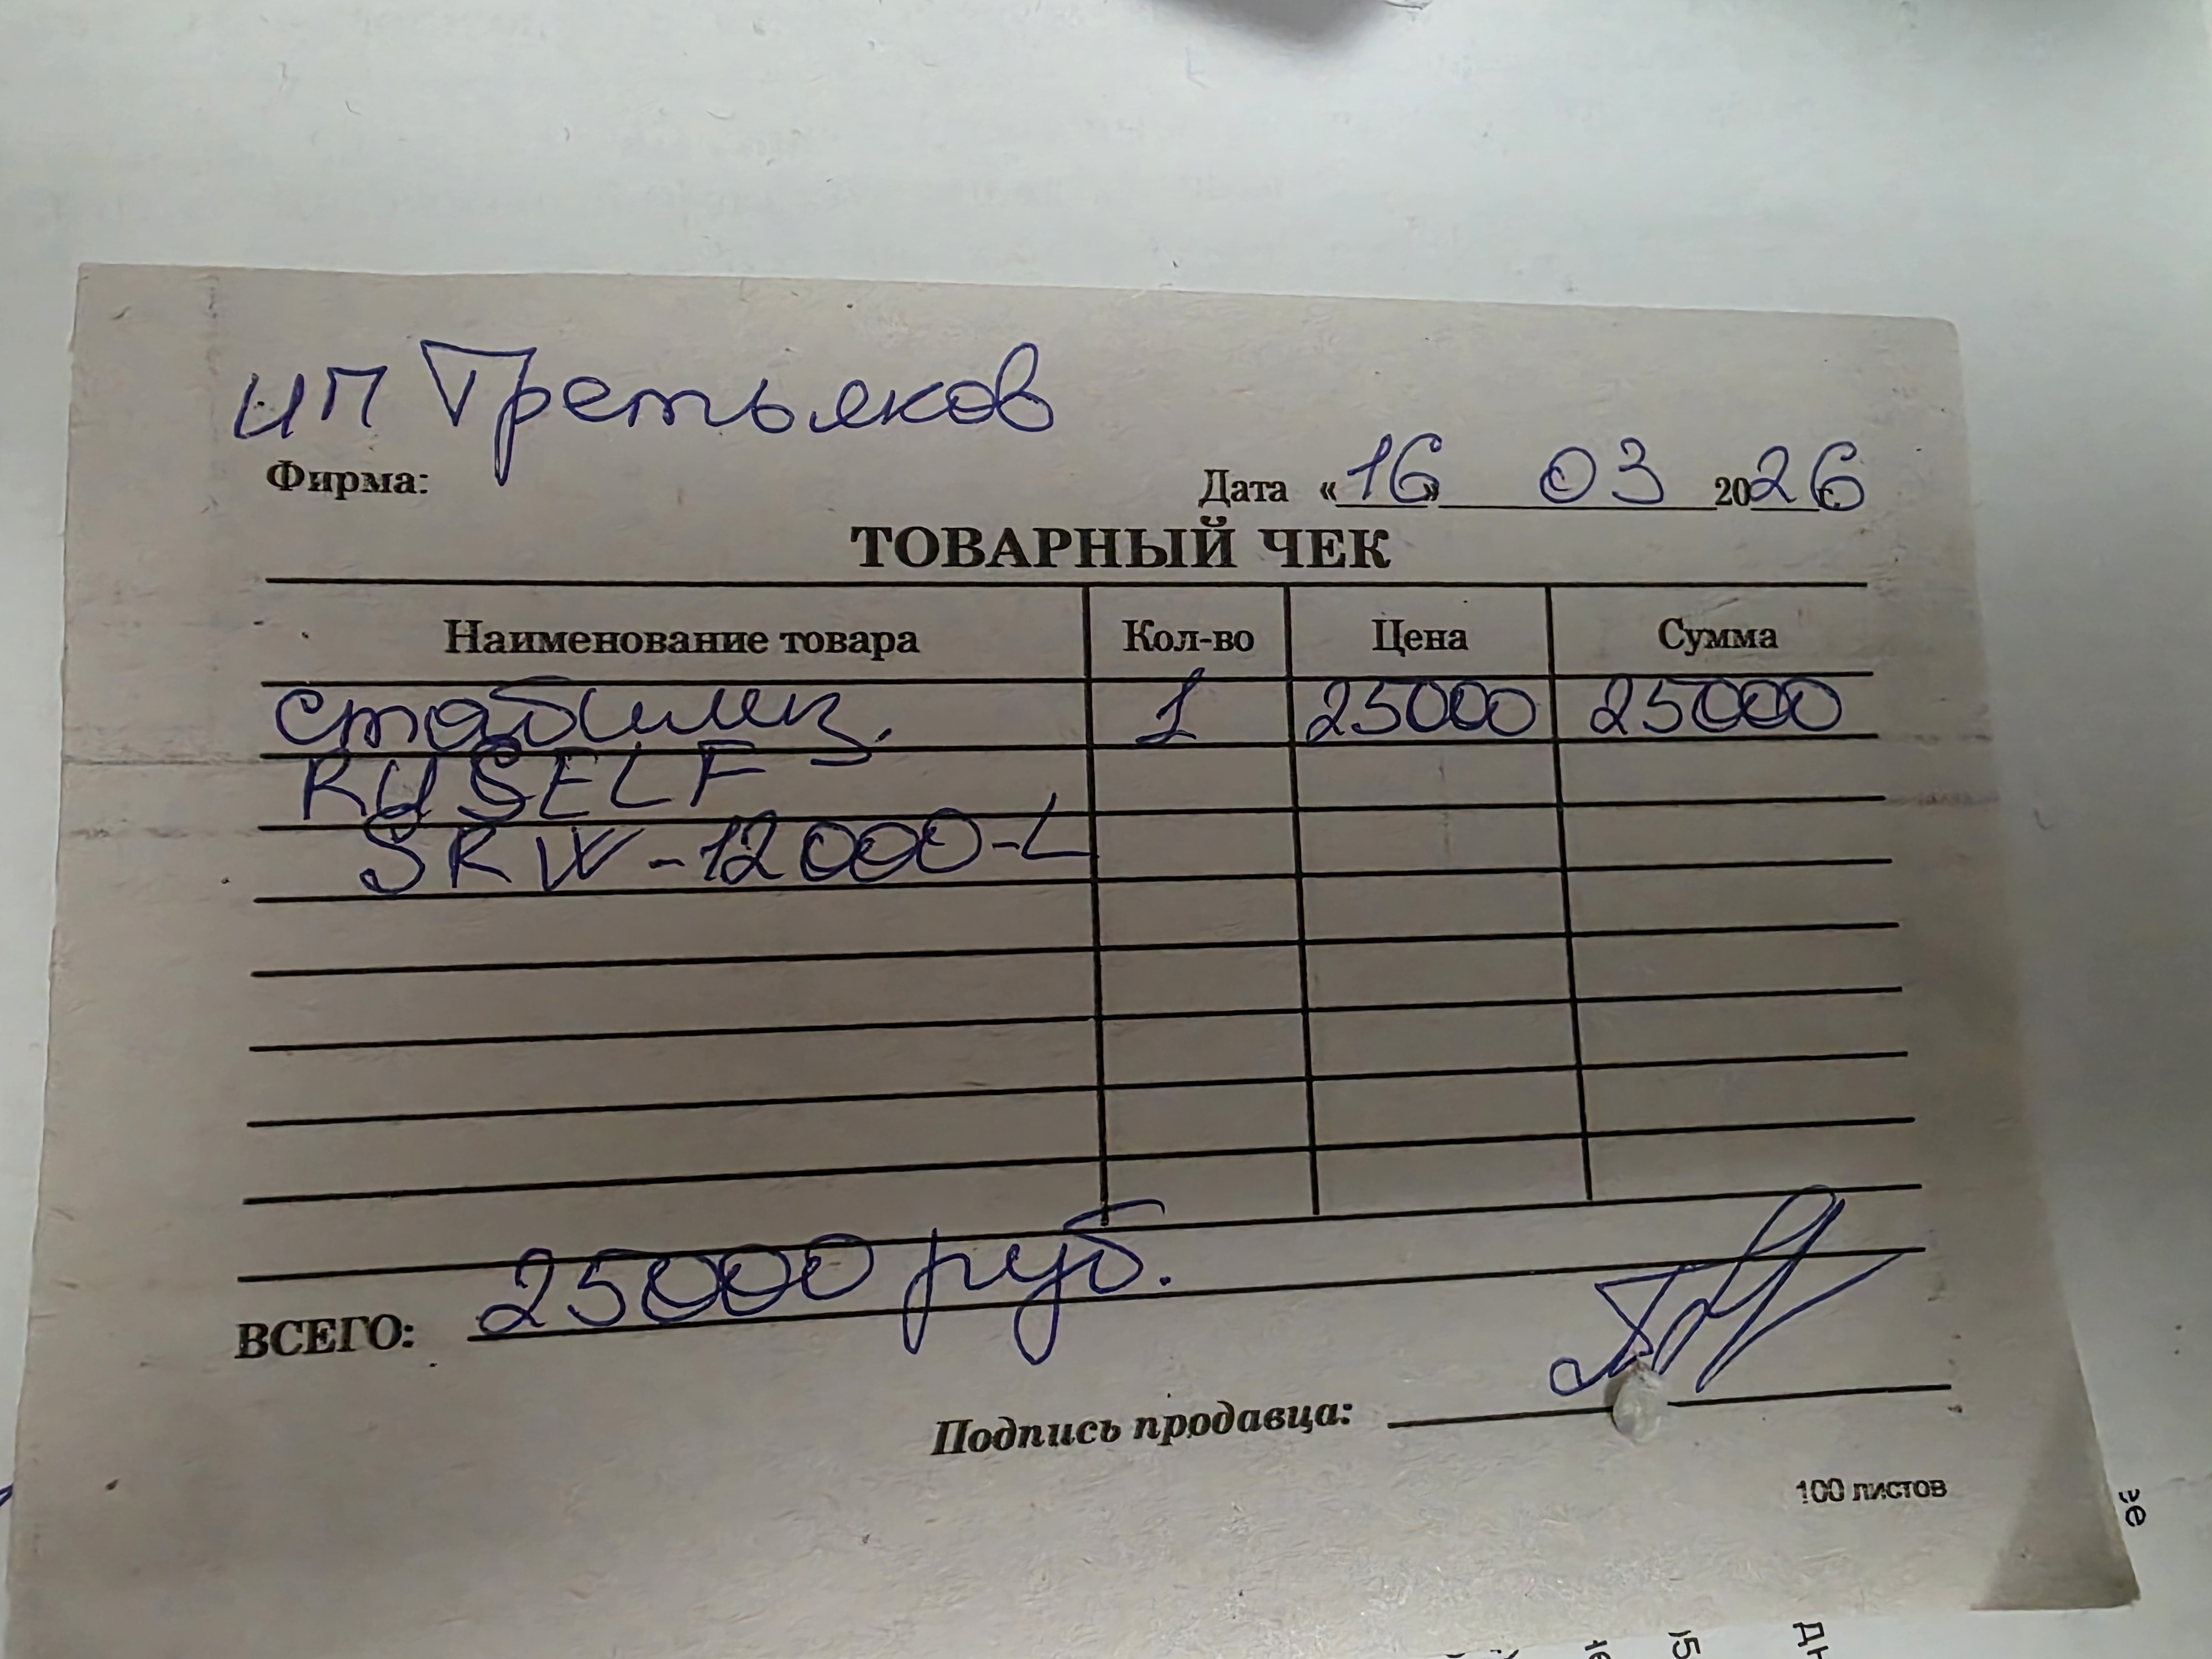 ИП Третьяков
Фирма:
Дата «16» 03 2026
ТОВАРНЫЙ ЧЕК
Наименование товара Кол-во Цена Сумма
стабилиз. 1 25000 25000
RUSELF
SRW-12000-L
ВСЕГО: 25000 руб.
Подпись продавца:
100 листов